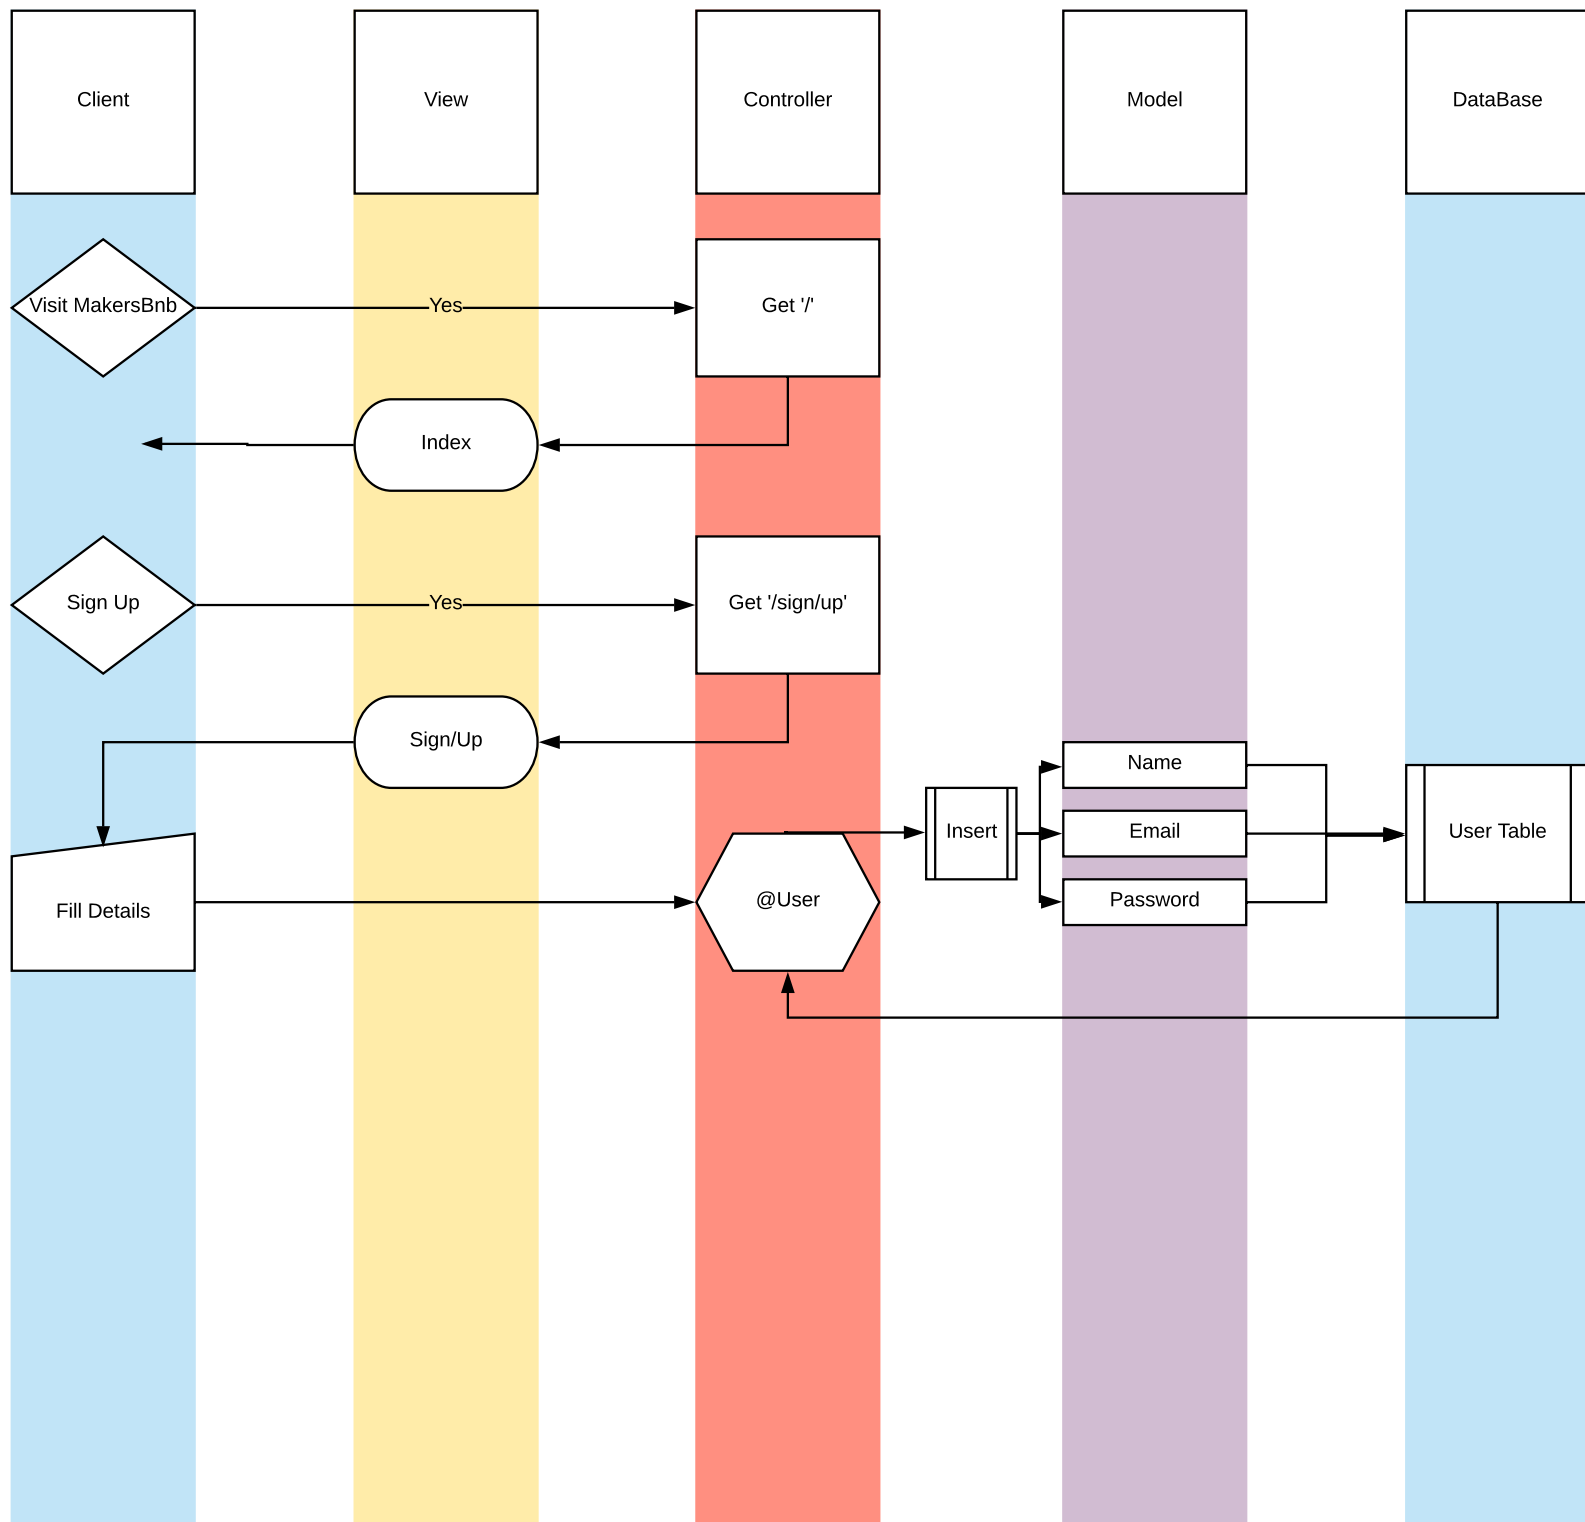 Client
View
Controller
Model
DataBase
Visit MakersBnb
Yes
Get '/'
Index
Sign Up
Yes
Get '/sign/up'
Sign/Up
Name
Insert
Email
User Table
Fill Details
@User
Password